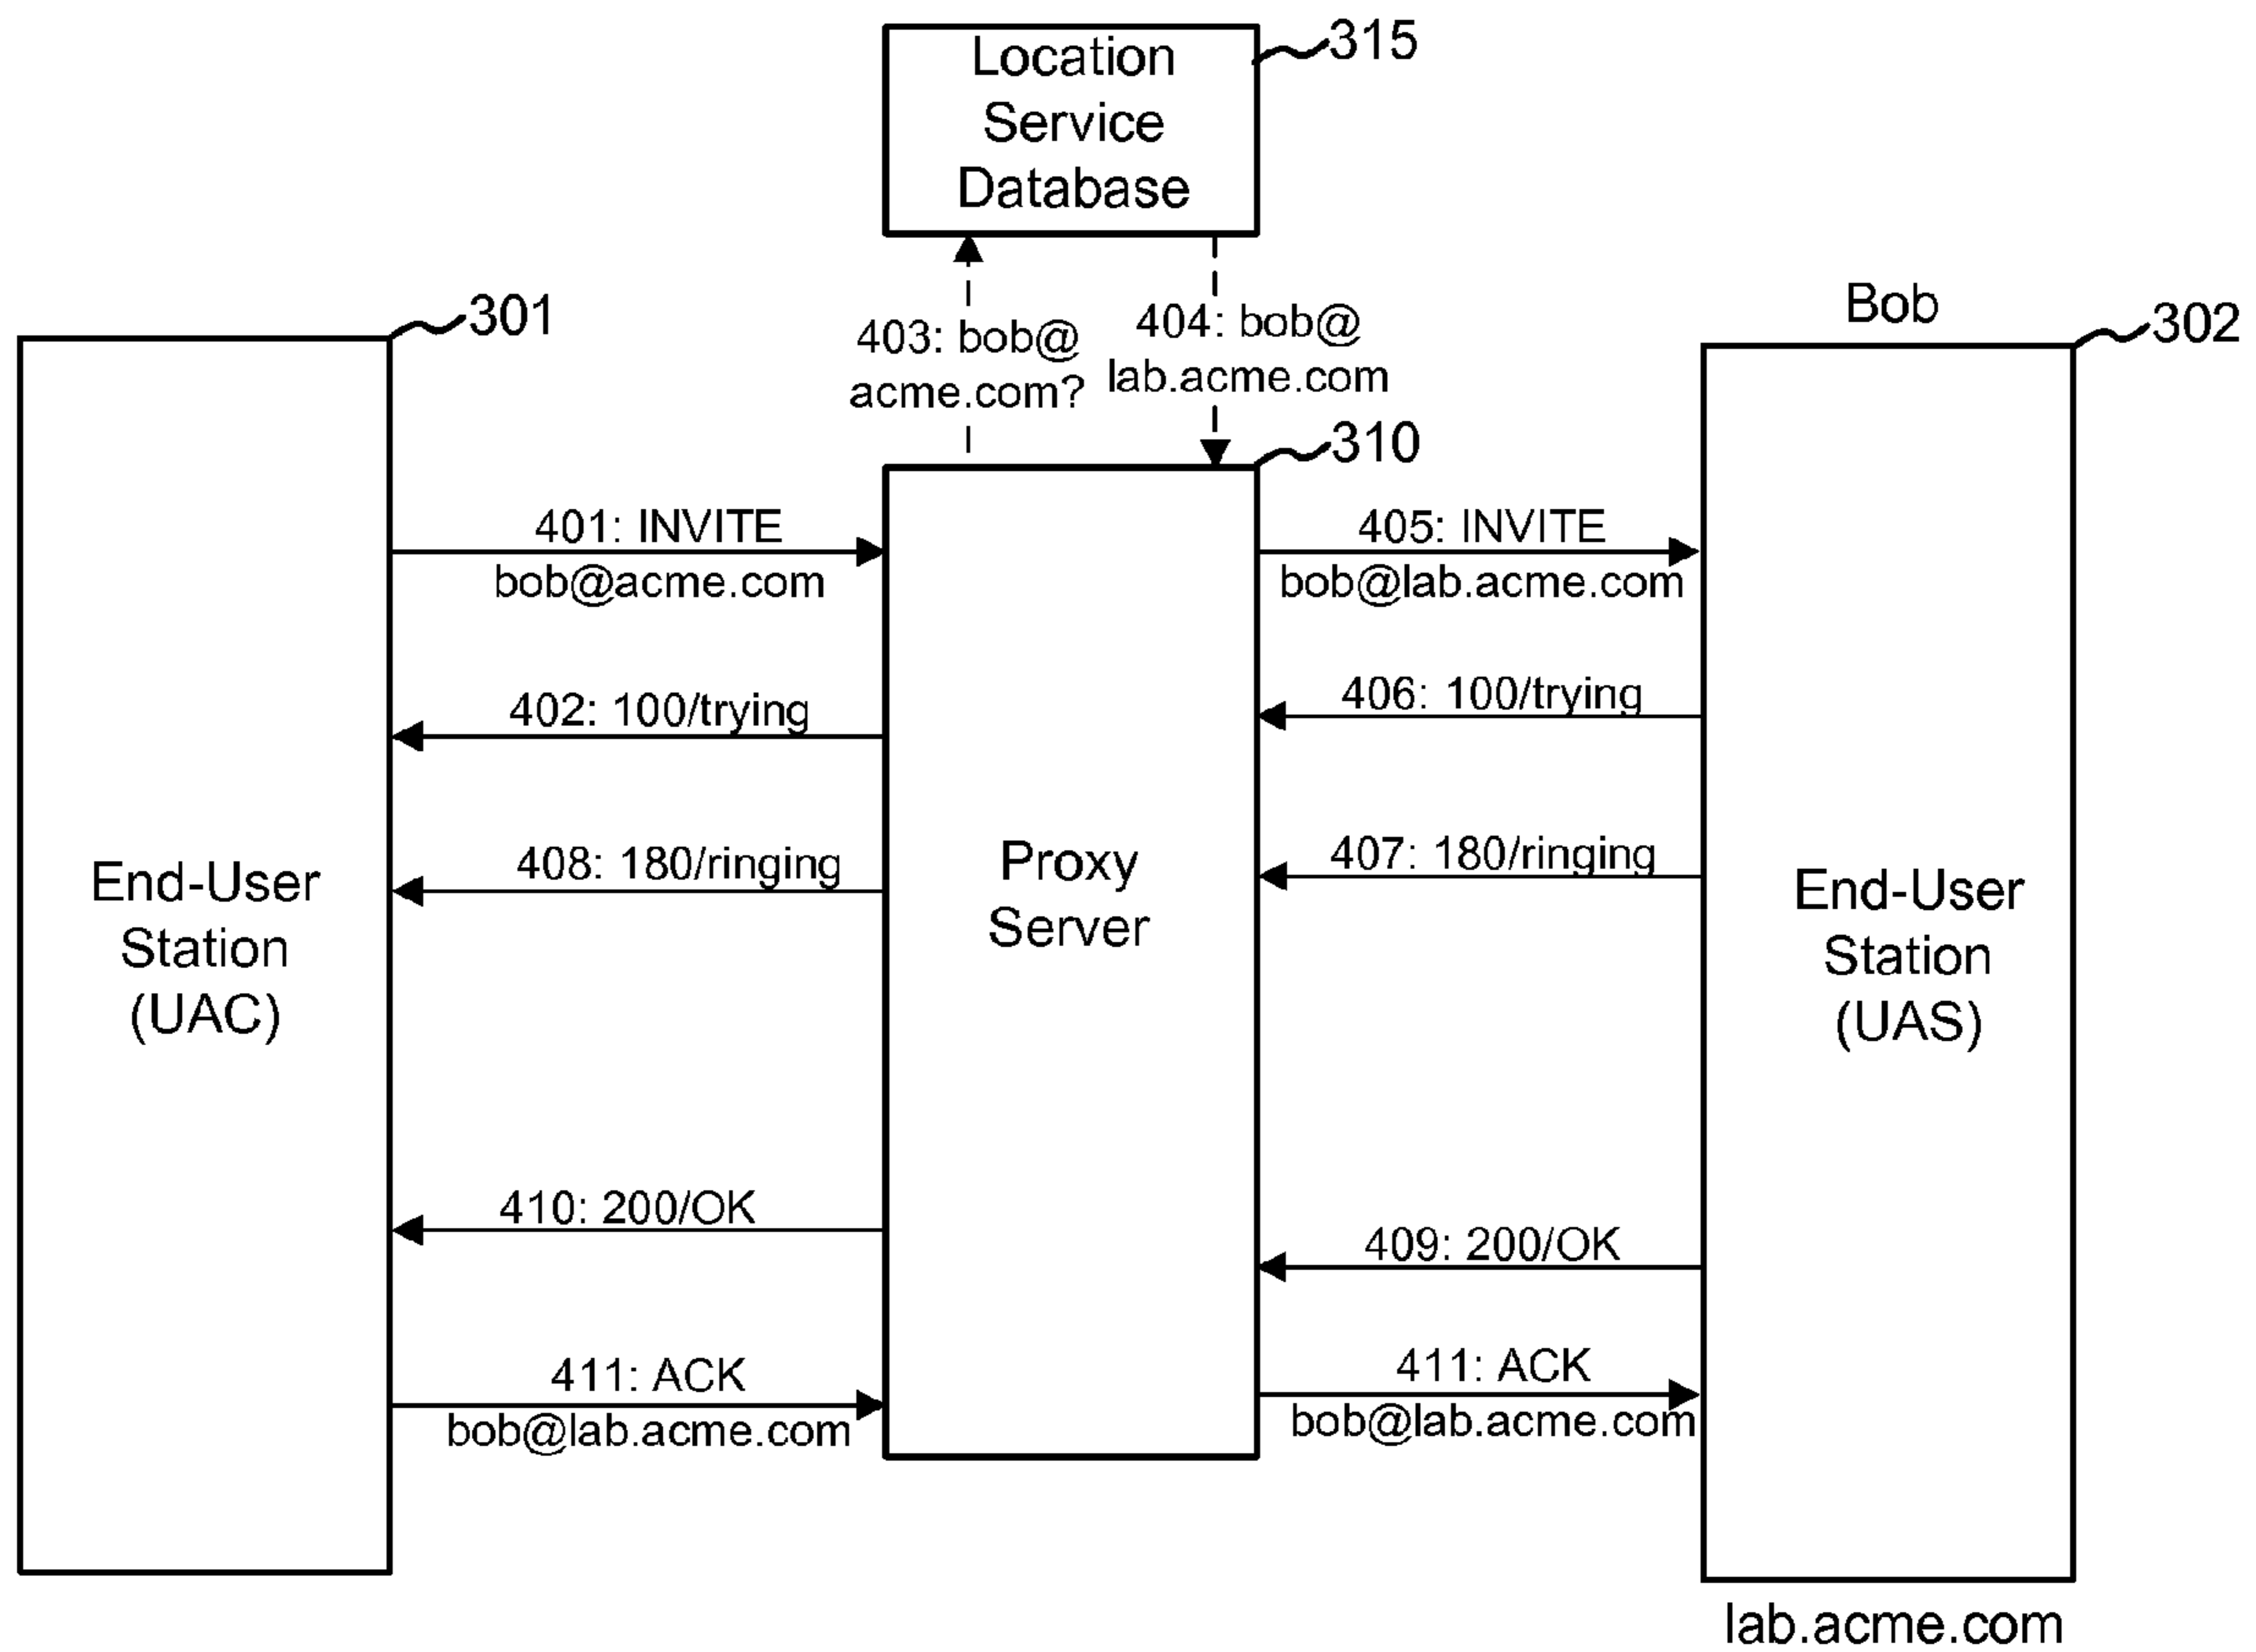 Location
Service
Database
315
301
403: bob@
acme.com?
404: bob@
lab.acme.com
Bob
302
310
401: INVITE
bob@acme.com
405: INVITE
bob@lab.acme.com
402: 100/trying
406: 100/trying
408: 180/ringing
407: 180/ringing
End-User
Station
(UAC)
Proxy
Server
End-User
Station
(UAS)
410: 200/OK
409: 200/OK
411: ACK
bob@lab.acme.com
411: ACK
bob@lab.acme.com
lab.acme.com